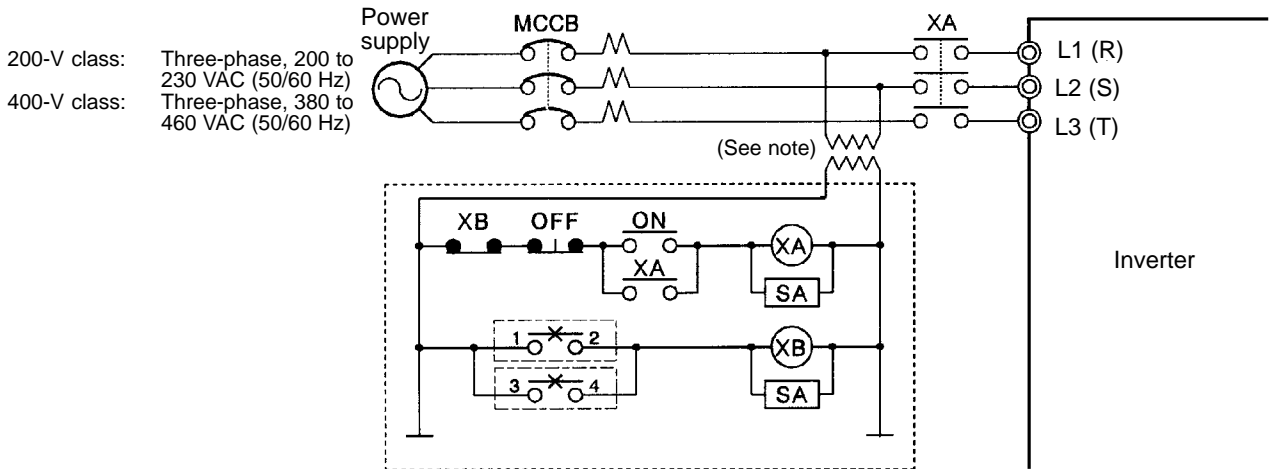 Power
supply
MCCB
XA
200-V class: Three-phase, 200 to
230 VAC (50/60 Hz)
400-V class: Three-phase, 380 to
460 VAC (50/60 Hz)
L1 (R)
L2 (S)
L3 (T)
(See note)
XB OFF ON
XA
XA
SA
Inverter
1 2
XB
3 4
SA